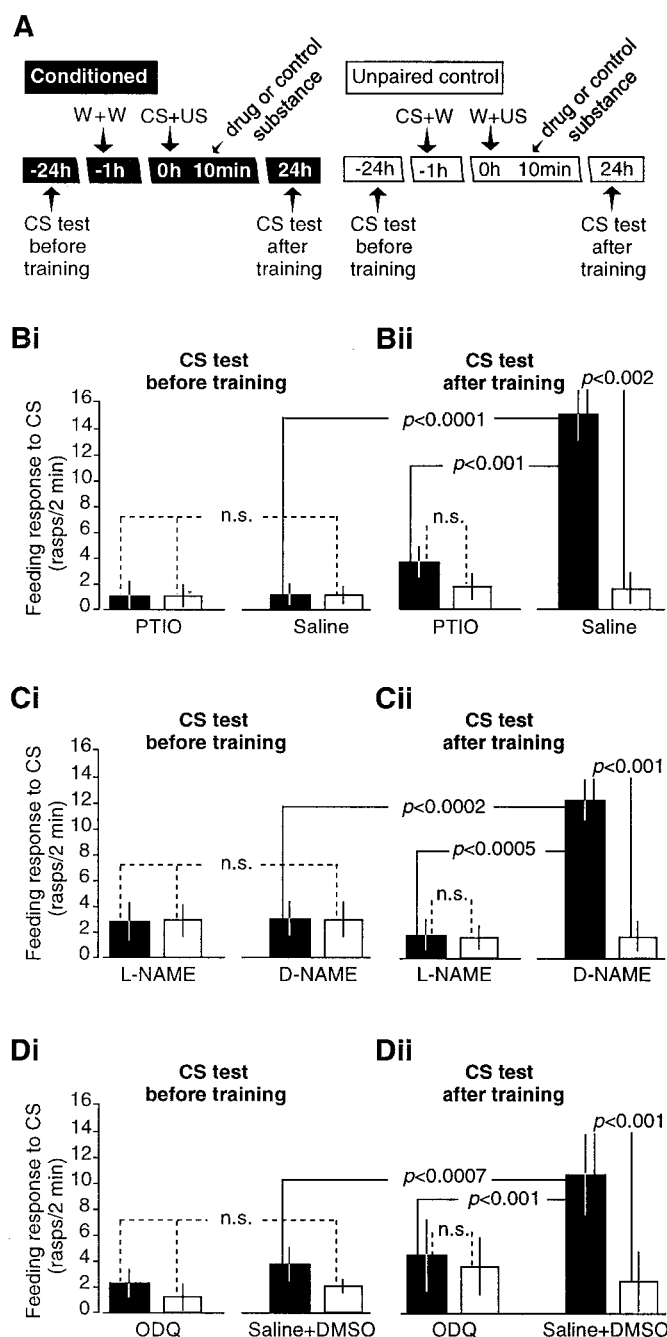 A
Conditioned
W+W
CS+US
drug or control
substance
-24h
-1h
0h 10min
24h
CS test
before
training
CS test
after
training
Unpaired control
CS+W
W+US
drug or control
substance
-24h
-1h
0h 10min
24h
CS test
before
training
CS test
after
training
Bi
CS test
before training
Feeding response to CS
(rasps/2 min)
16
14
12
10
8
6
4
2
0
n.s.
PTIO
Saline
Bii
CS test
after training
p<0.002
p<0.0001
p<0.001
n.s.
PTIO
Saline
Ci
CS test
before training
Feeding response to CS
(rasps/2 min)
16
14
12
10
8
6
4
2
0
n.s.
L-NAME
D-NAME
Cii
CS test
after training
p<0.001
p<0.0002
p<0.0005
n.s.
L-NAME
D-NAME
Di
CS test
before training
Feeding response to CS
(rasps/2 min)
16
14
12
10
8
6
4
2
0
n.s.
ODQ
Saline+DMSO
Dii
CS test
after training
p<0.001
p<0.0007
p<0.001
n.s.
ODQ
Saline+DMSO